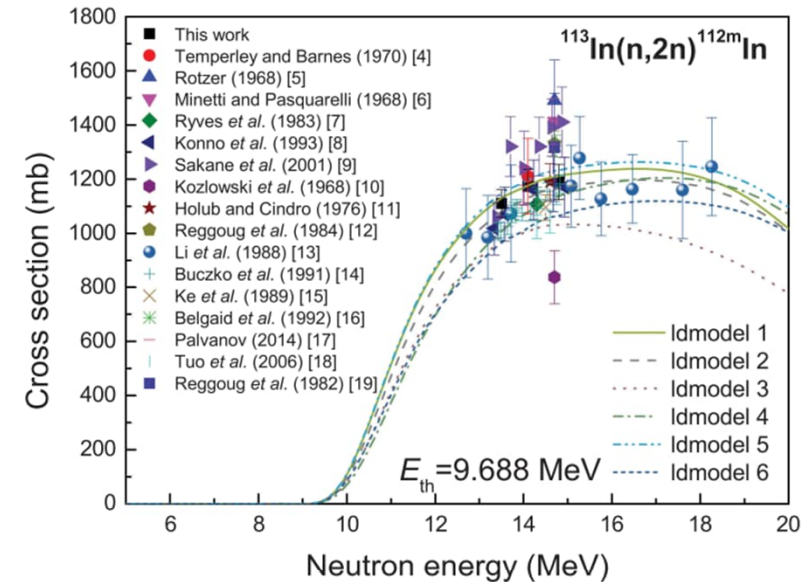 1800
1600
1400
1200
1000
800
600
400
200
0
Cross section (mb)
This work
Temperley and Barnes (1970) [4]
Rotzer (1968) [5]
Minetti and Pasquarelli (1968) [6]
Ryves et al. (1983) [7]
Konno et al. (1993) [8]
Sakane et al. (2001) [9]
Kozlowski et al. (1968) [10]
Holub and Cindro (1976) [11]
Reggoug et al. (1984) [12]
Li et al. (1988) [13]
Buczko et al. (1991) [14]
Ke et al. (1989) [15]
Belgaid et al. (1992) [16]
Palvanov (2014) [17]
Tuo et al. (2006) [18]
Reggoug et al. (1982) [19]
¹¹³In(n,2n)¹¹²ᵐIn
ldmodel 1
ldmodel 2
ldmodel 3
ldmodel 4
ldmodel 5
ldmodel 6
Eth=9.688 MeV
6 8 10 12 14 16 18 20
Neutron energy (MeV)